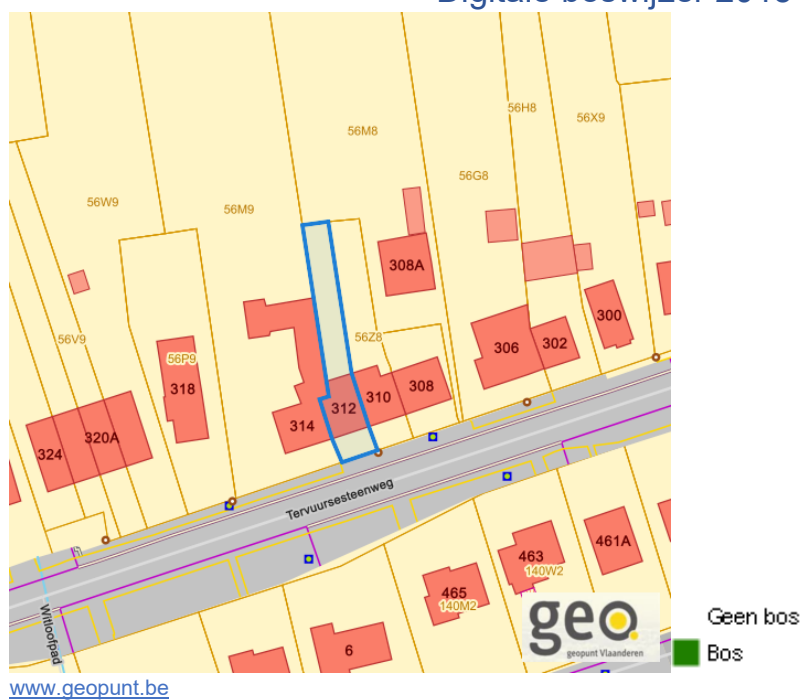 56M8
56H8
56X9
56G8
56W9
56M9
308A
56V9
56Z8
300
56P9
318
306
302
308
310
312
314
320A
324
Tervuursesteenweg
461A
463
140W2
465
140M2
Witloofpad
6
geo
geopunt Vlaanderen
Geen bos
Bos
www.geopunt.be